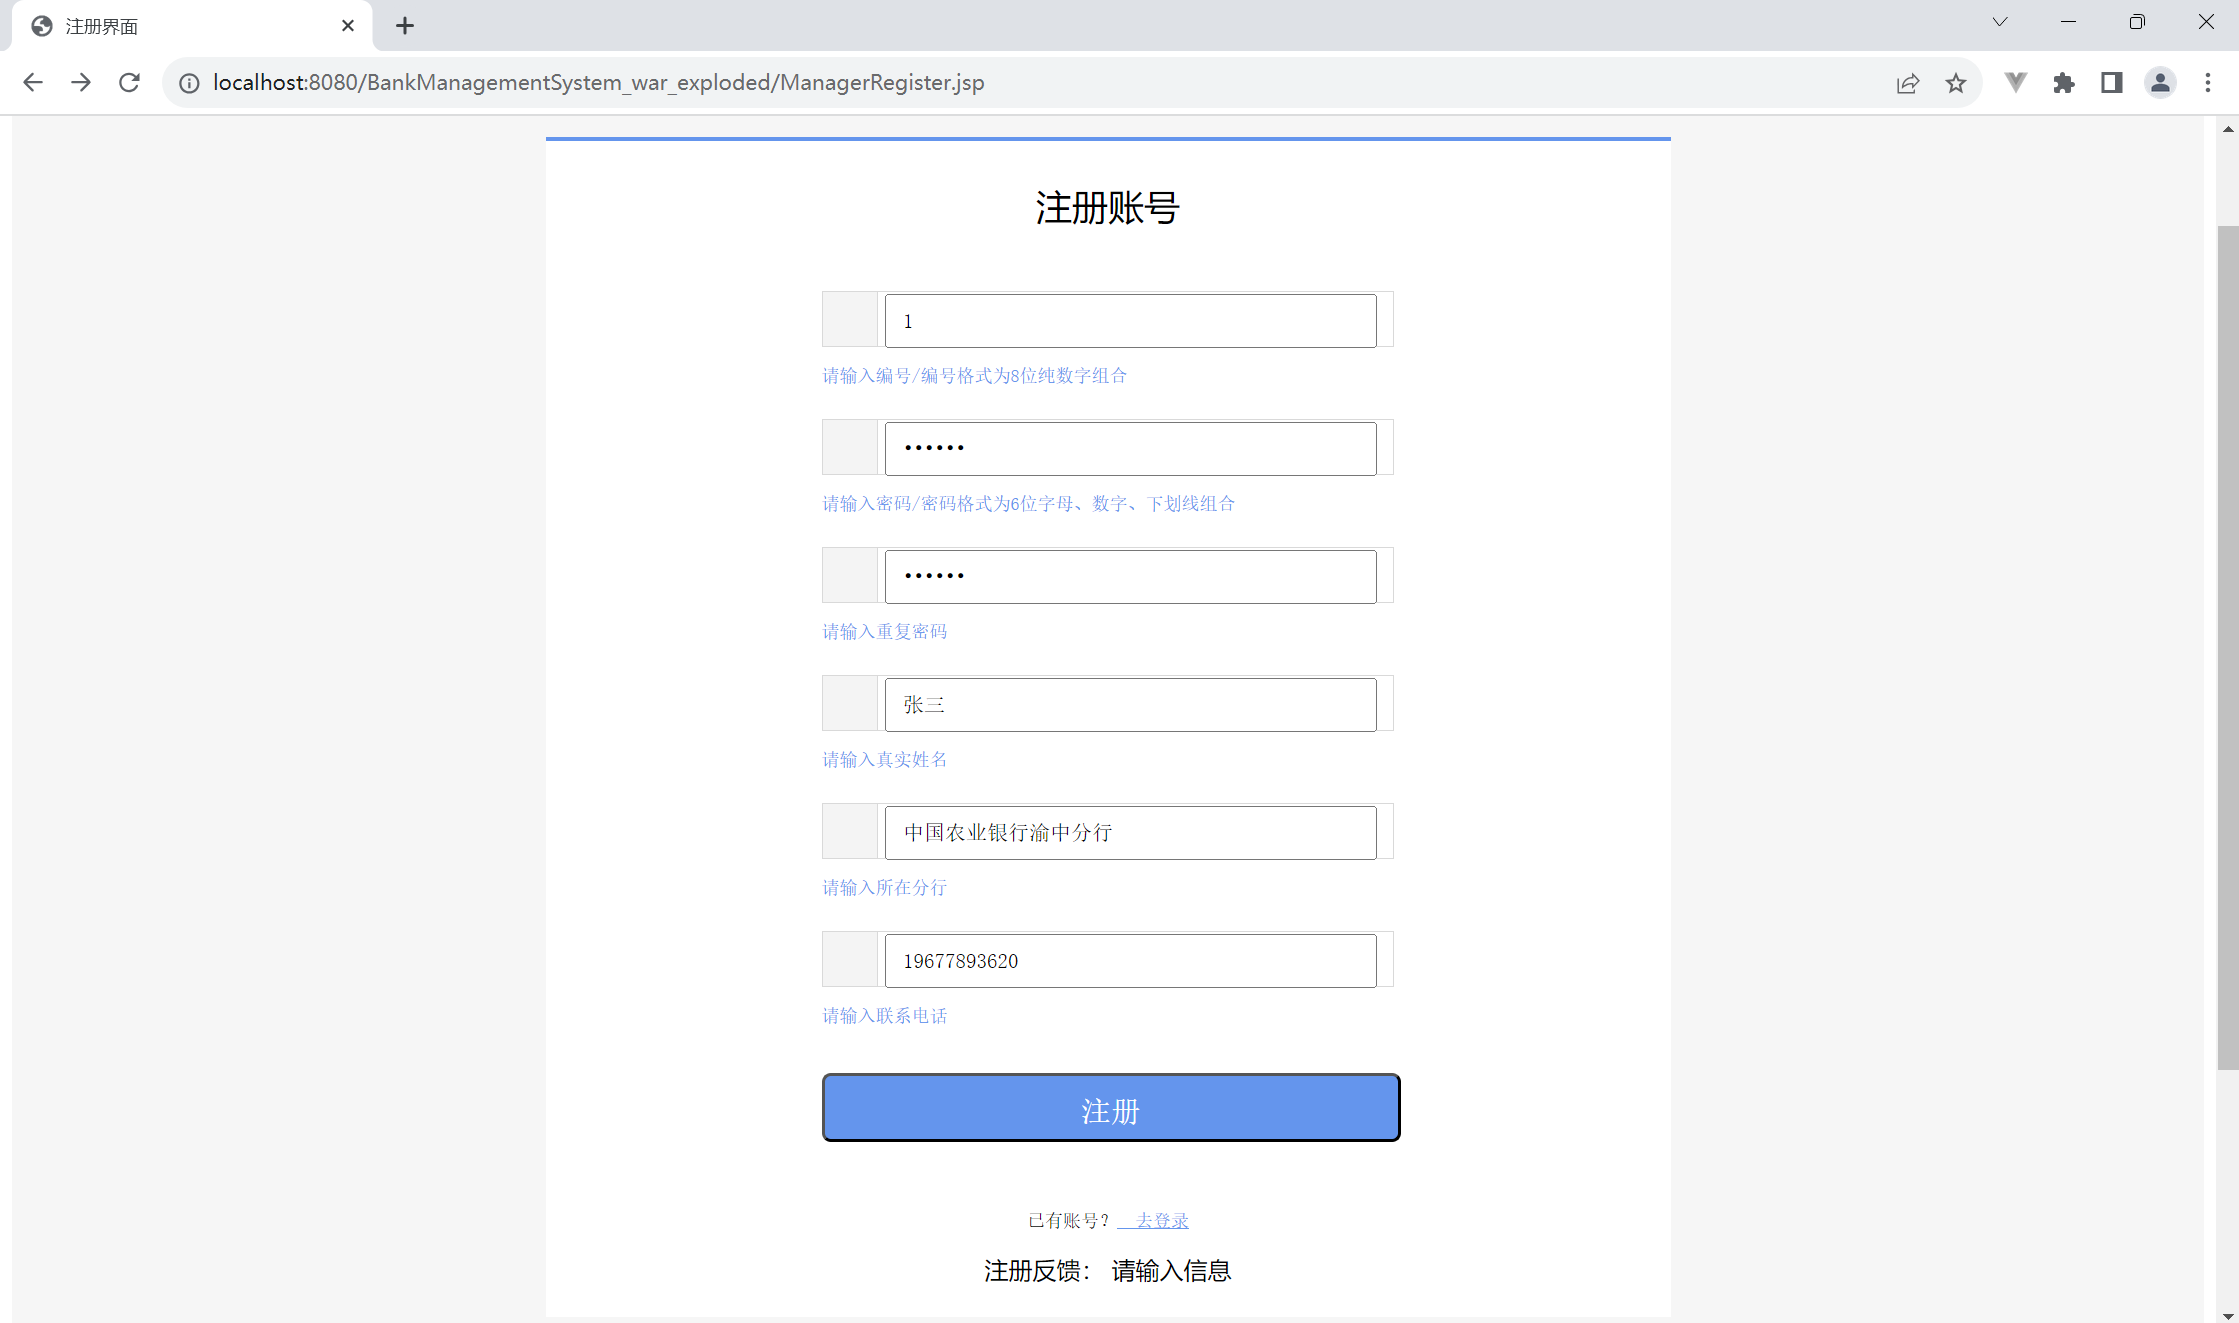 注册界面
localhost:8080/BankManagementSystem_war_exploded/ManagerRegister.jsp
注册账号
1
请输入编号/编号格式为8位纯数字组合
••••••
请输入密码/密码格式为6位字母、数字、下划线组合
••••••
请输入重复密码
张三
请输入真实姓名
中国农业银行渝中分行
请输入所在分行
19677893620
请输入联系电话
注册
已有账号？ 去登录
注册反馈： 请输入信息